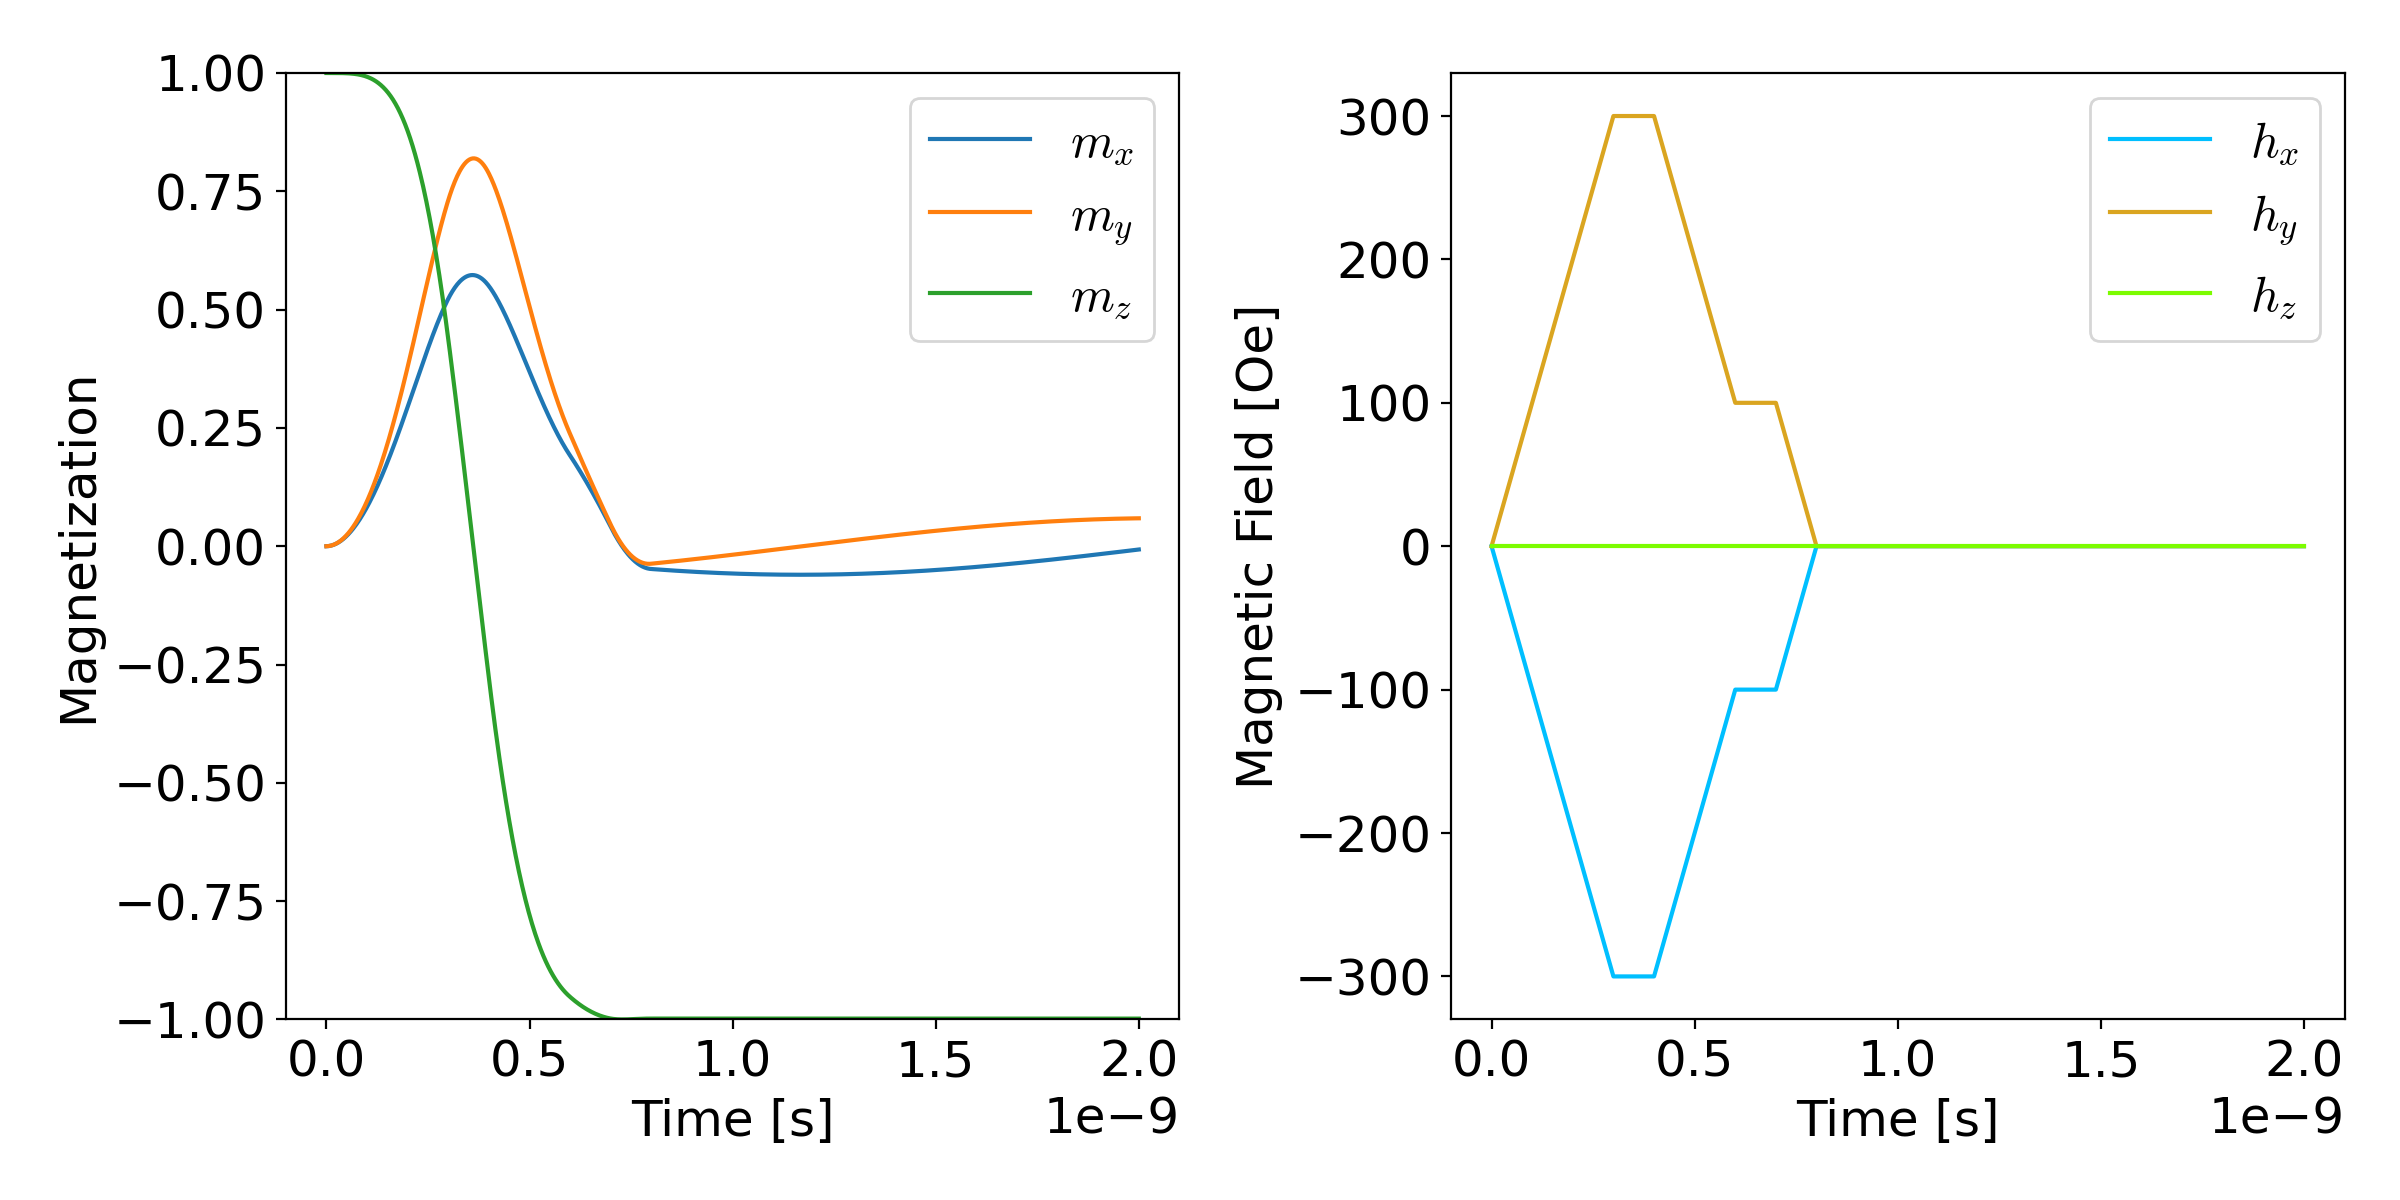 1.00
0.75
0.50
0.25
0.00
−0.25
−0.50
−0.75
−1.00
Magnetization
0.0 0.5 1.0 1.5 2.0
Time [s]
1e−9
m_x
m_y
m_z
300
200
100
0
−100
−200
−300
Magnetic Field [Oe]
0.0 0.5 1.0 1.5 2.0
Time [s]
1e−9
h_x
h_y
h_z